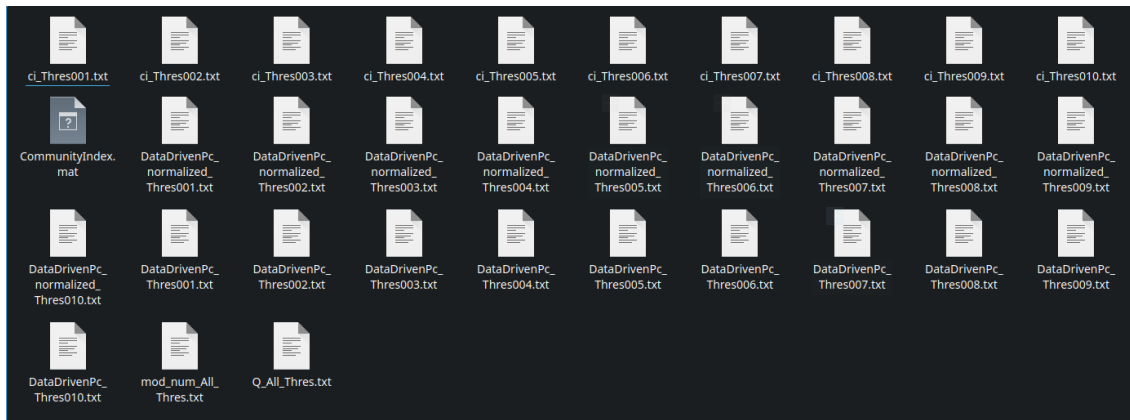 ci_Thres001.txt ci_Thres002.txt ci_Thres003.txt ci_Thres004.txt ci_Thres005.txt ci_Thres006.txt ci_Thres007.txt ci_Thres008.txt ci_Thres009.txt ci_Thres010.txt
CommunityIndex. DataDrivenPc_ DataDrivenPc_ DataDrivenPc_ DataDrivenPc_ DataDrivenPc_ DataDrivenPc_ DataDrivenPc_ DataDrivenPc_ DataDrivenPc_
mat normalized_ normalized_ normalized_ normalized_ normalized_ normalized_ normalized_ normalized_ normalized_
Thres001.txt Thres002.txt Thres003.txt Thres004.txt Thres005.txt Thres006.txt Thres007.txt Thres008.txt Thres009.txt
DataDrivenPc_ DataDrivenPc_ DataDrivenPc_ DataDrivenPc_ DataDrivenPc_ DataDrivenPc_ DataDrivenPc_ DataDrivenPc_ DataDrivenPc_ DataDrivenPc_
normalized_ Thres001.txt Thres002.txt Thres003.txt Thres004.txt Thres005.txt Thres006.txt Thres007.txt Thres008.txt Thres009.txt
Thres010.txt
DataDrivenPc_ mod_num_All_ Q_All_Thres.txt
Thres010.txt Thres.txt